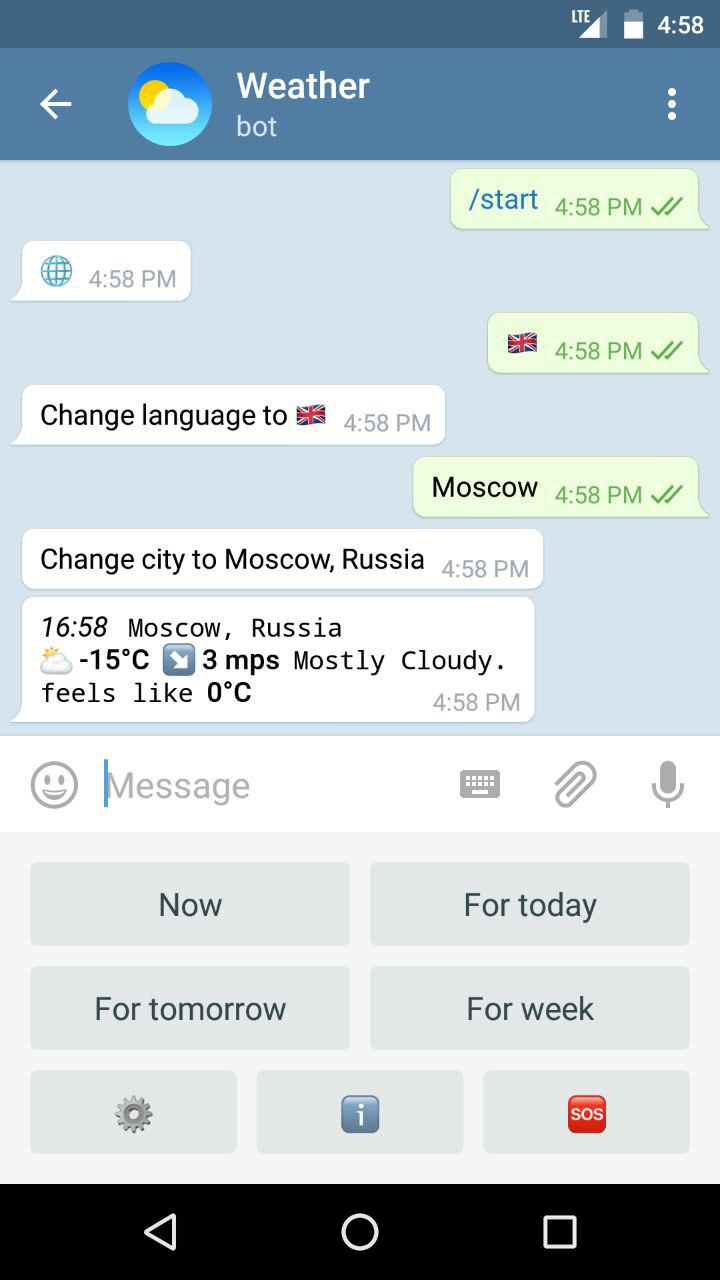 LTE 4:58
Weather
bot
/start 4:58 PM
4:58 PM
4:58 PM
Change language to 4:58 PM
Moscow 4:58 PM
Change city to Moscow, Russia 4:58 PM
16:58 Moscow, Russia
-15°C 3 mps Mostly Cloudy.
feels like 0°C 4:58 PM
Message
Now For today
For tomorrow For week
i SOS